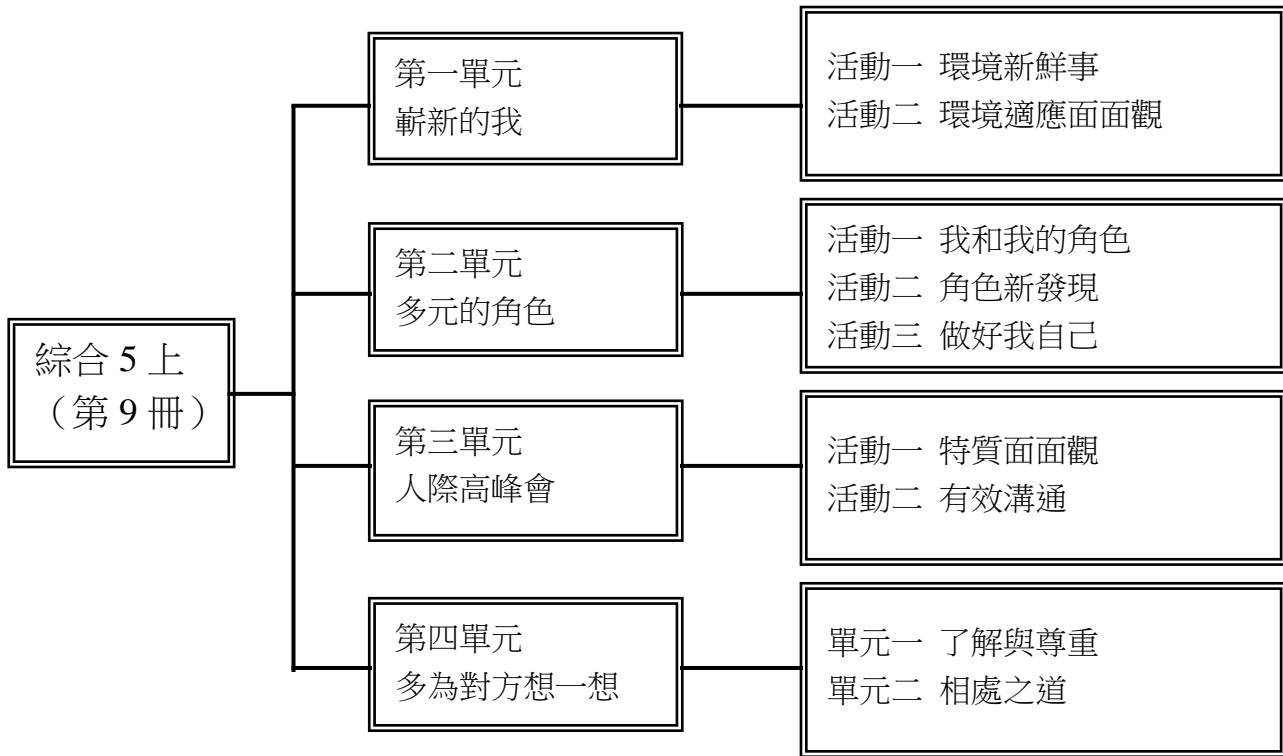 綜合 5 上
（第 9 冊）
第一單元
嶄新的我
活動一 環境新鮮事
活動二 環境適應面面觀
第二單元
多元的角色
活動一 我和我的角色
活動二 角色新發現
活動三 做好我自己
第三單元
人際高峰會
活動一 特質面面觀
活動二 有效溝通
第四單元
多為對方想一想
單元一 了解與尊重
單元二 相處之道